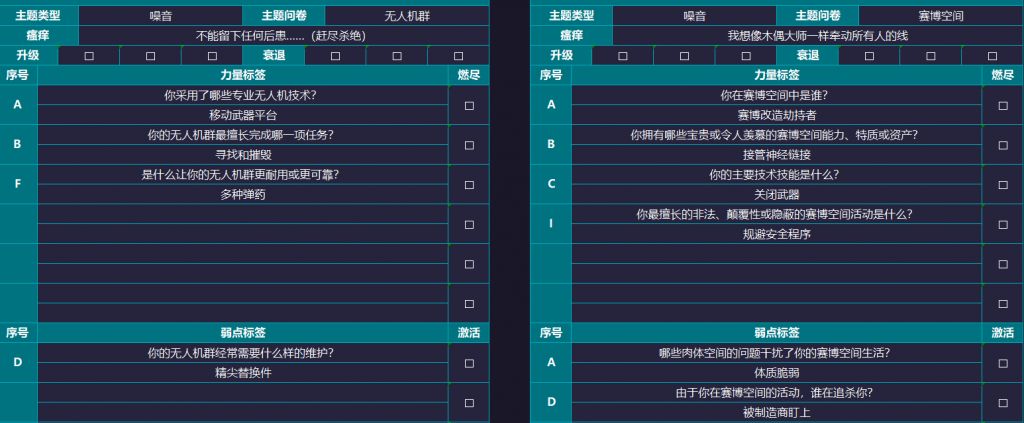 主题类型 噪音 主题问卷 无人机群
瘙痒 不能留下任何后患......（赶尽杀绝）
升级 □ □ □ 衰退 □ □ □
序号 力量标签 燃尽
A 你采用了哪些专业无人机技术？ □
移动武器平台
B 你的无人机群最擅长完成哪一项任务？ □
寻找和摧毁
F 是什么让你的无人机群更耐用或更可靠？ □
多种弹药
□
□
□
序号 弱点标签 激活
D 你的无人机群经常需要什么样的维护？ □
精尖替换件
□
主题类型 噪音 主题问卷 赛博空间
瘙痒 我想像木偶大师一样牵动所有人的线
升级 □ □ □ 衰退 □ □ □
序号 力量标签 燃尽
A 你在赛博空间中是谁？ □
赛博改造劫持者
B 你拥有哪些宝贵或令人羡慕的赛博空间能力、特质或资产？ □
接管神经链接
C 你的主要技术技能是什么？ □
关闭武器
I 你最擅长的非法、颠覆性或隐蔽的赛博空间活动是什么？ □
规避安全程序
□
□
序号 弱点标签 激活
A 哪些肉体空间的问题干扰了你的赛博空间生活？ □
体质脆弱
D 由于你在赛博空间的活动，谁在追杀你？ □
被制造商盯上